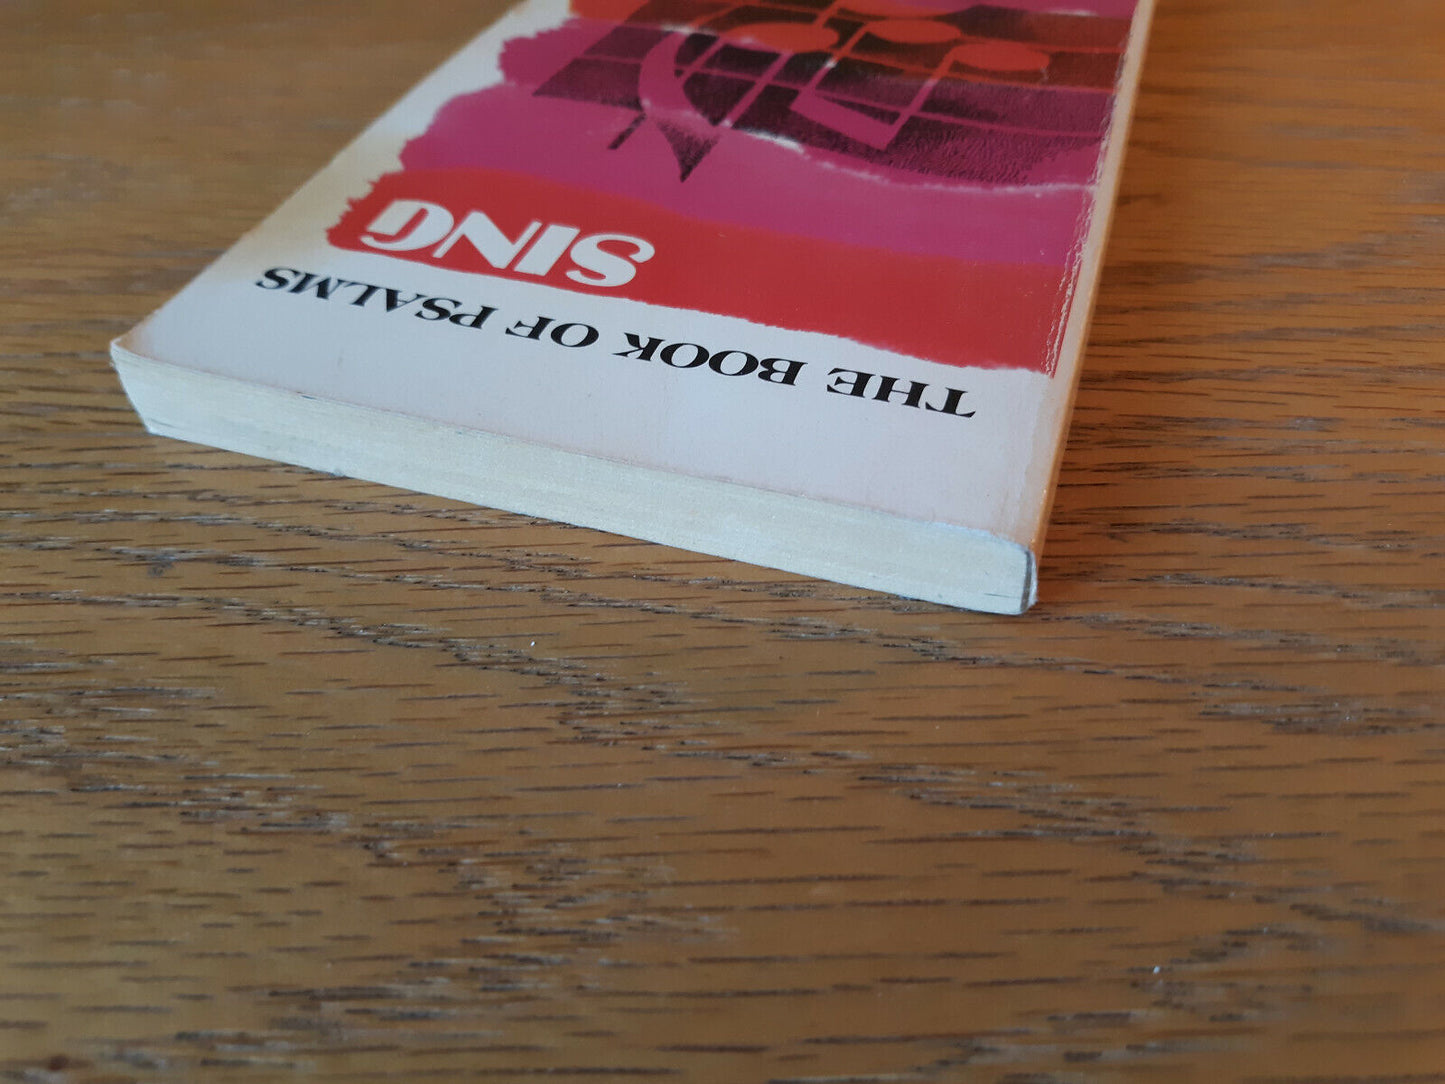 THE BOOK OF PSALMS
SING